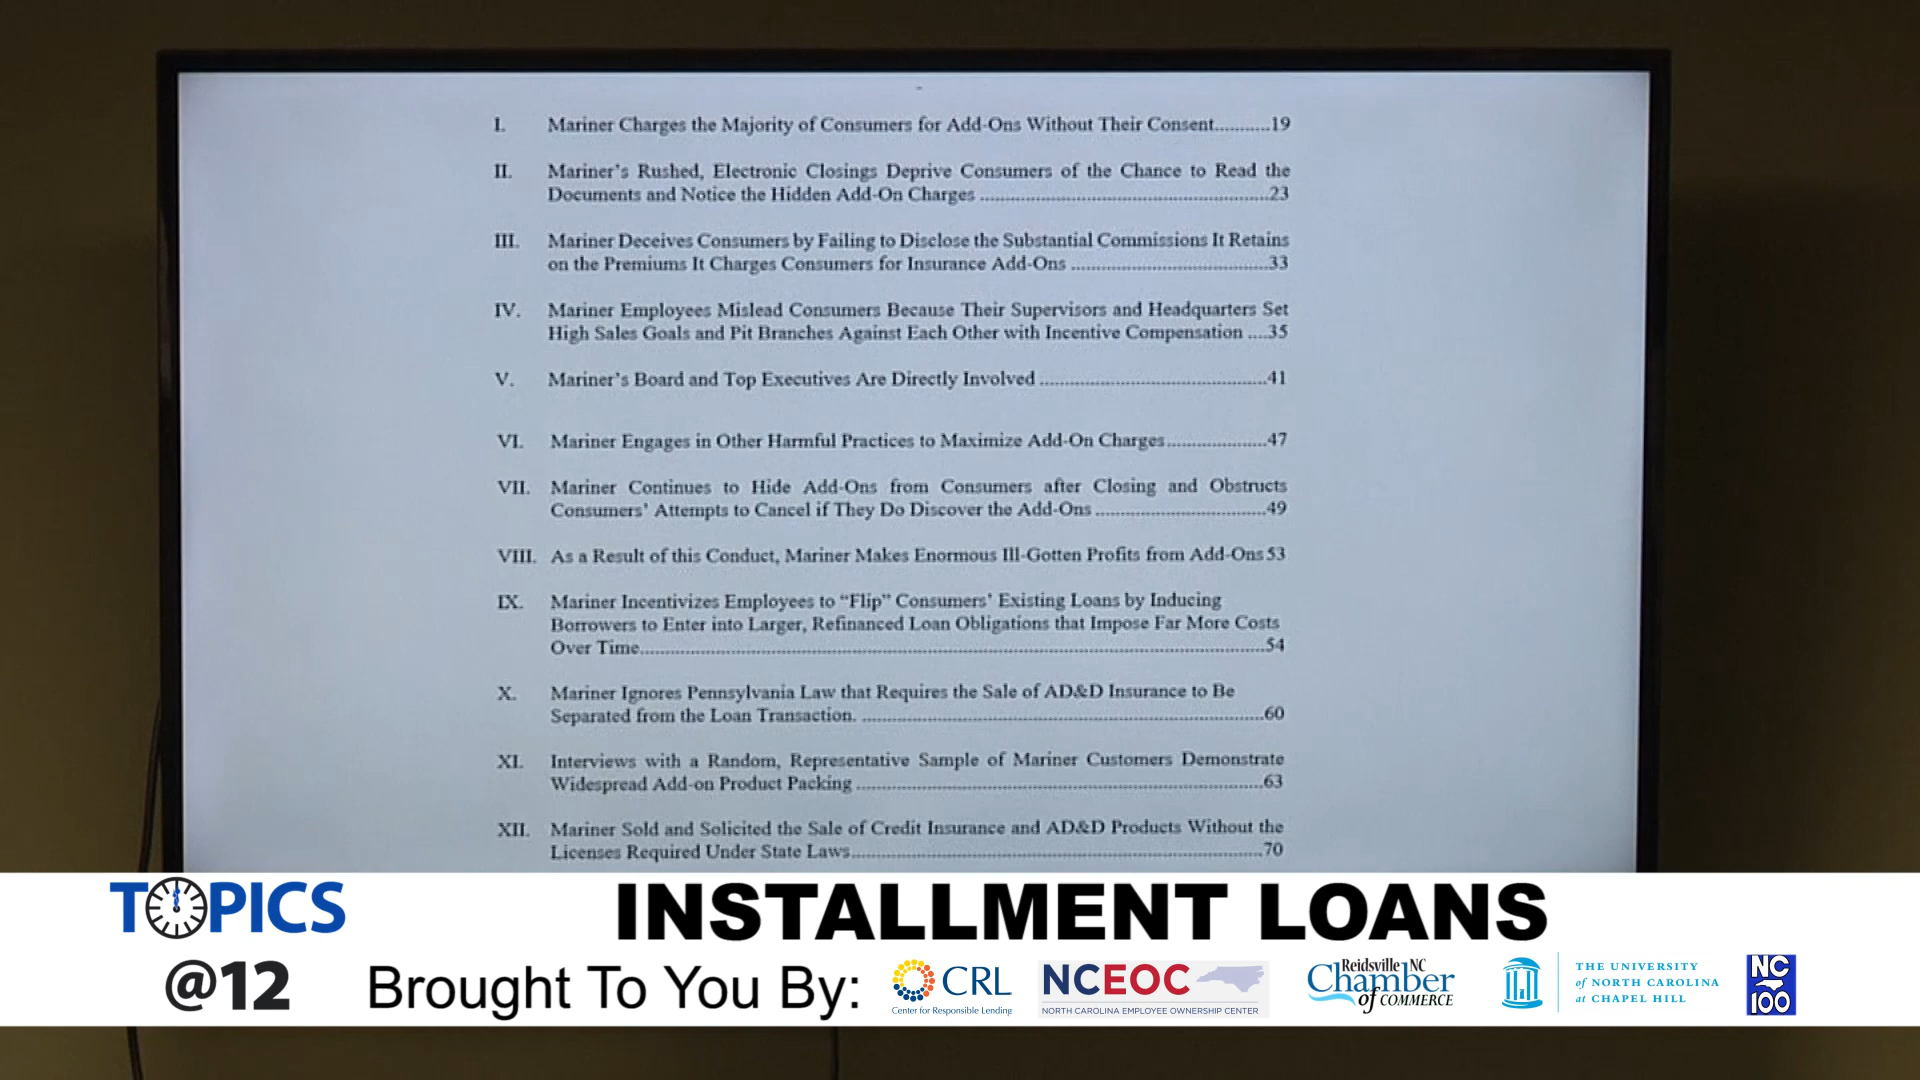 I. Mariner Charges the Majority of Consumers for Add-Ons Without Their Consent...........19
II. Mariner's Rushed, Electronic Closings Deprive Consumers of the Chance to Read the
Documents and Notice the Hidden Add-On Charges ..........23
III. Mariner Deceives Consumers by Failing to Disclose the Substantial Commissions It Retains
on the Premiums It Charges Consumers for Insurance Add-Ons ..........33
IV. Mariner Employees Mislead Consumers Because Their Supervisors and Headquarters Set
High Sales Goals and Pit Branches Against Each Other with Incentive Compensation ....35
V. Mariner's Board and Top Executives Are Directly Involved ..........41
VI. Mariner Engages in Other Harmful Practices to Maximize Add-On Charges..........47
VII. Mariner Continues to Hide Add-Ons from Consumers after Closing and Obstructs
Consumers' Attempts to Cancel if They Do Discover the Add-Ons ..........49
VIII. As a Result of this Conduct, Mariner Makes Enormous Ill-Gotten Profits from Add-Ons 53
IX. Mariner Incentivizes Employees to "Flip" Consumers' Existing Loans by Inducing
Borrowers to Enter into Larger, Refinanced Loan Obligations that Impose Far More Costs
Over Time..........54
X. Mariner Ignores Pennsylvania Law that Requires the Sale of AD&D Insurance to Be
Separated from the Loan Transaction. ..........60
XI. Interviews with a Random, Representative Sample of Mariner Customers Demonstrate
Widespread Add-on Product Packing ..........63
XII. Mariner Sold and Solicited the Sale of Credit Insurance and AD&D Products Without the
Licenses Required Under State Laws..........70
TOPICS
@12
INSTALLMENT LOANS
Brought To You By:
CRL
Center for Responsible Lending
NCEOC
NORTH CAROLINA EMPLOYEE OWNERSHIP CENTER
Reidsville NC
Chamber
of COMMERCE
THE UNIVERSITY
of NORTH CAROLINA
at CHAPEL HILL
NC
100